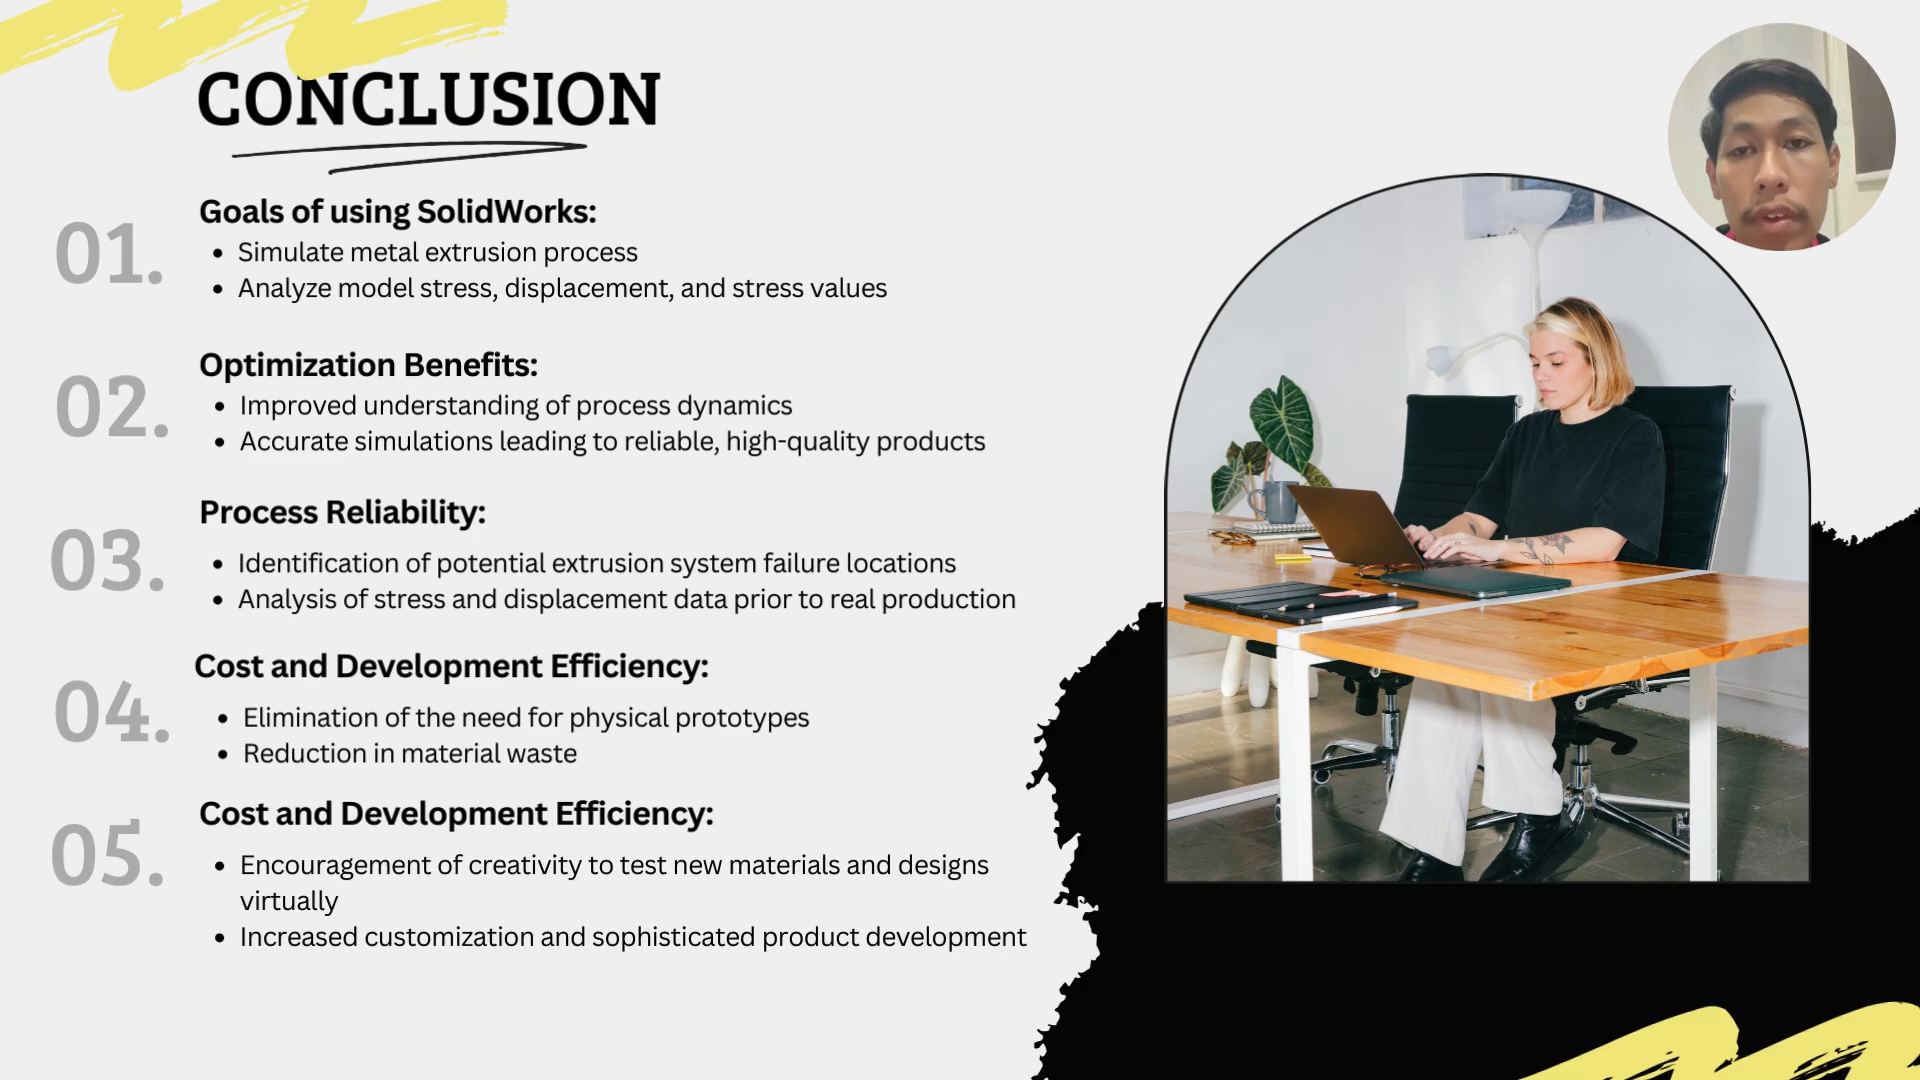 CONCLUSION
01.
Goals of using SolidWorks:
• Simulate metal extrusion process
• Analyze model stress, displacement, and stress values
02.
Optimization Benefits:
• Improved understanding of process dynamics
• Accurate simulations leading to reliable, high-quality products
03.
Process Reliability:
• Identification of potential extrusion system failure locations
• Analysis of stress and displacement data prior to real production
04.
Cost and Development Efficiency:
• Elimination of the need for physical prototypes
• Reduction in material waste
05.
Cost and Development Efficiency:
• Encouragement of creativity to test new materials and designs
virtually
• Increased customization and sophisticated product development